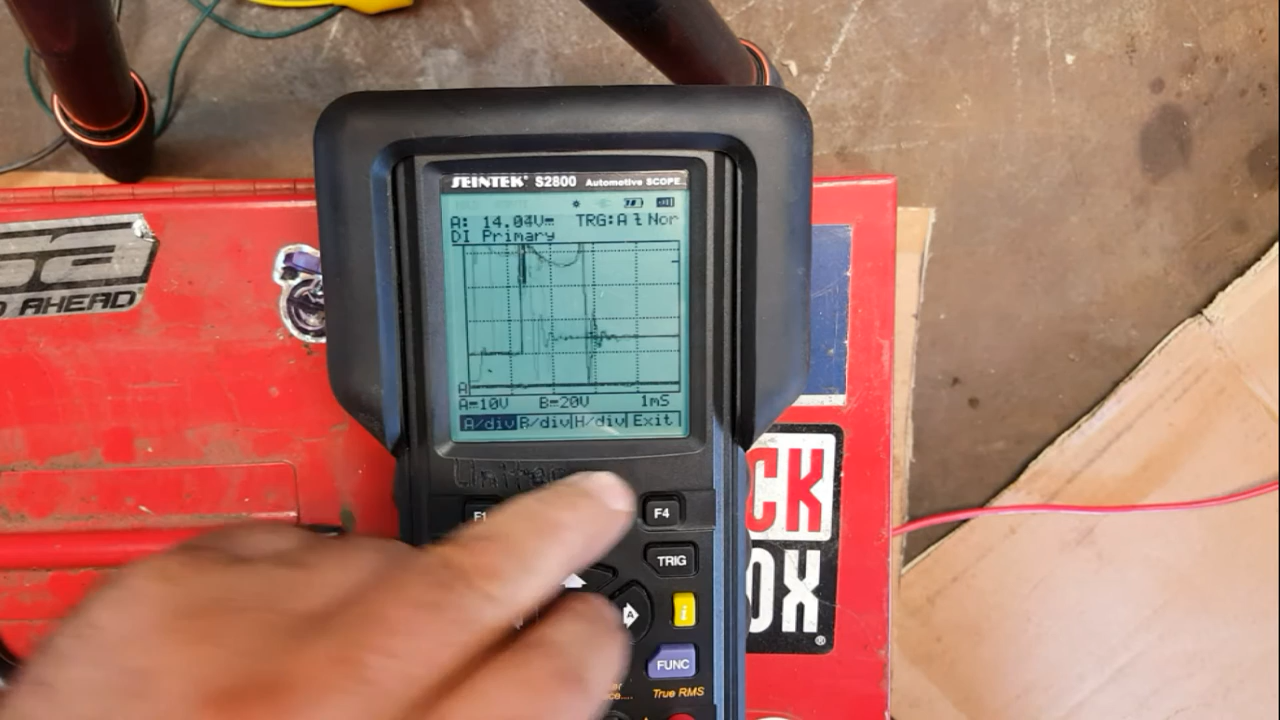 SEINTEK S2800 Automotive SCOPE
A: 14.04V TRG:A Nor
DI Primary
A
A=10V B=20V 1mS
A/div B/div H/div Exit
AHEAD
F1
F4
TRIG
A
i
FUNC
True RMS
CK
OX
®